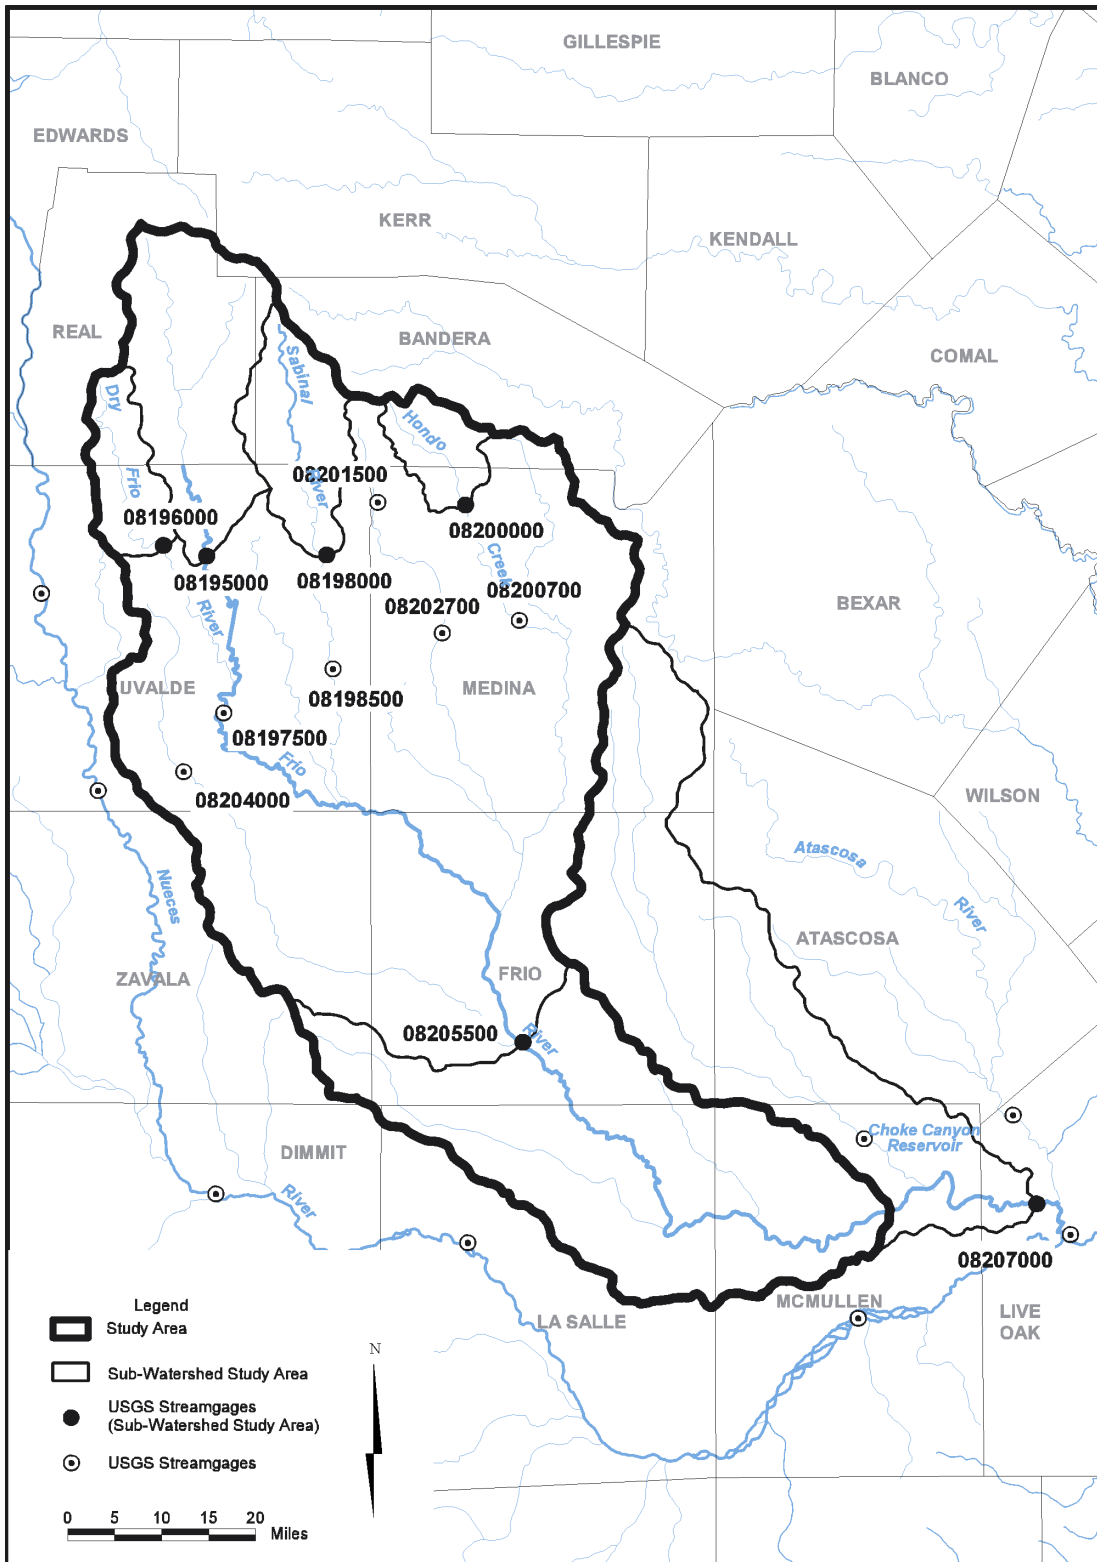 GILLESPIE
BLANCO
EDWARDS
KERR
KENDALL
REAL
BANDERA
COMAL
Sabinal
Dry
Hondo
Frio
08201500
River
08196000
08200000
Creek
08195000
08198000
08200700
08202700
BEXAR
River
UVALDE
MEDINA
08198500
08197500
Frio
08204000
WILSON
Atascosa
Nueces
River
ATASCOSA
ZAVALA
FRIO
08205500
River
Choke Canyon
Reservoir
DIMMIT
River
08207000
MCMULLEN
LA SALLE
LIVE
OAK
Legend
Study Area
Sub-Watershed Study Area
USGS Streamgages
(Sub-Watershed Study Area)
USGS Streamgages
N
0 5 10 15 20
Miles